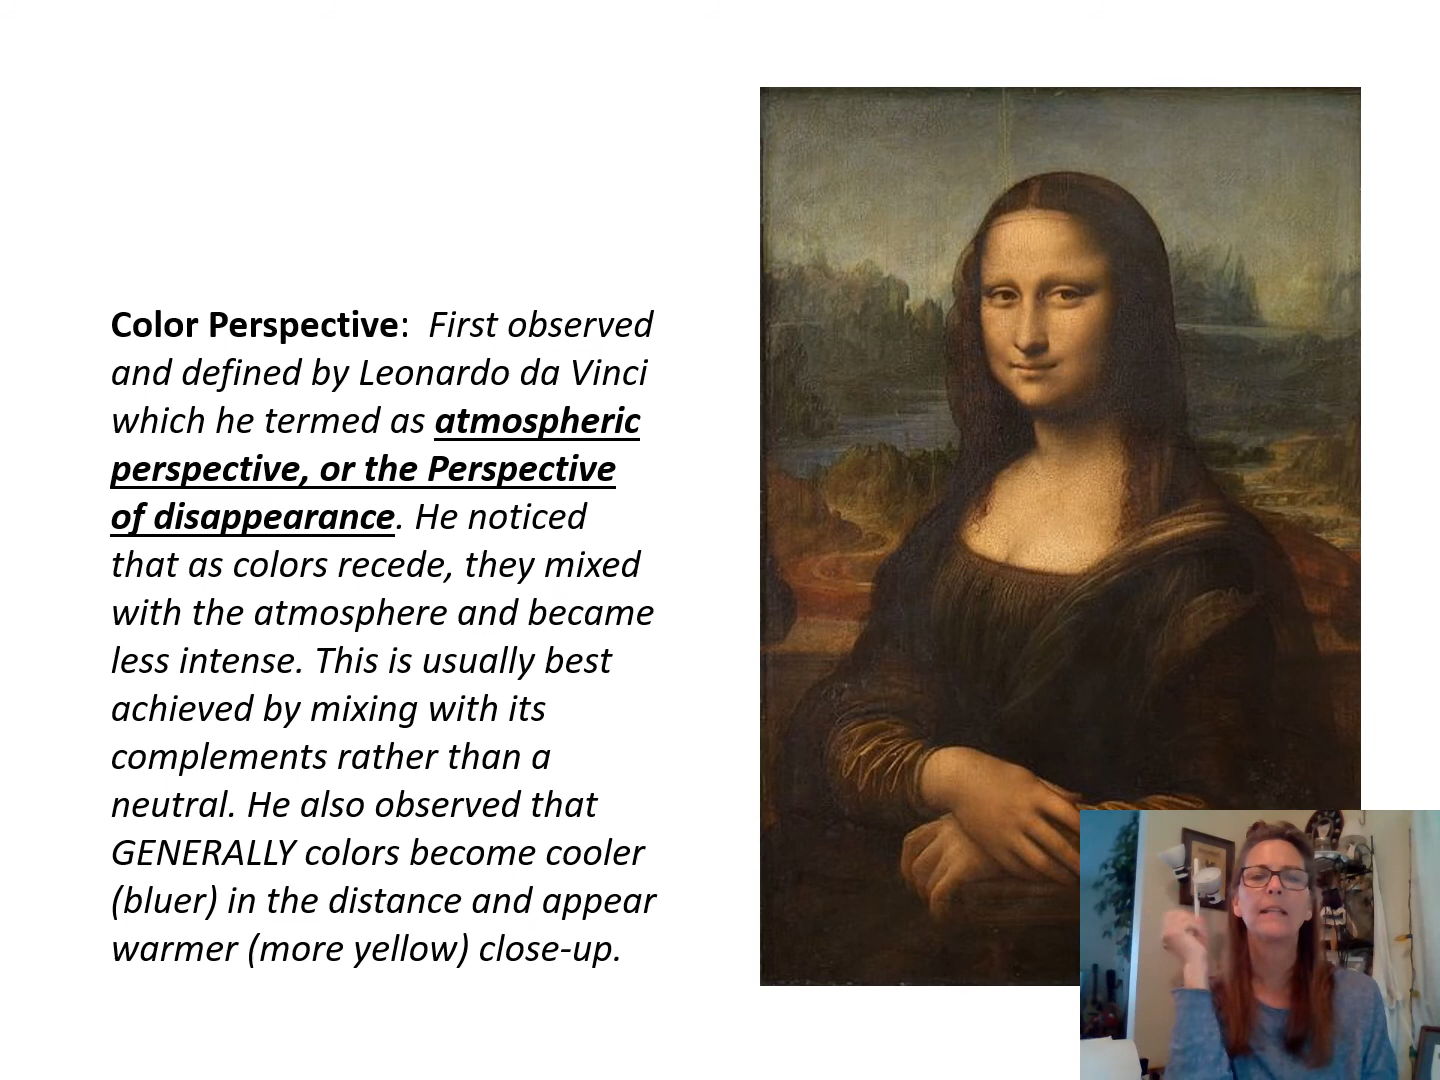 Color Perspective:  First observed
and defined by Leonardo da Vinci
which he termed as atmospheric
perspective, or the Perspective
of disappearance. He noticed
that as colors recede, they mixed
with the atmosphere and became
less intense. This is usually best
achieved by mixing with its
complements rather than a
neutral. He also observed that
GENERALLY colors become cooler
(bluer) in the distance and appear
warmer (more yellow) close-up.